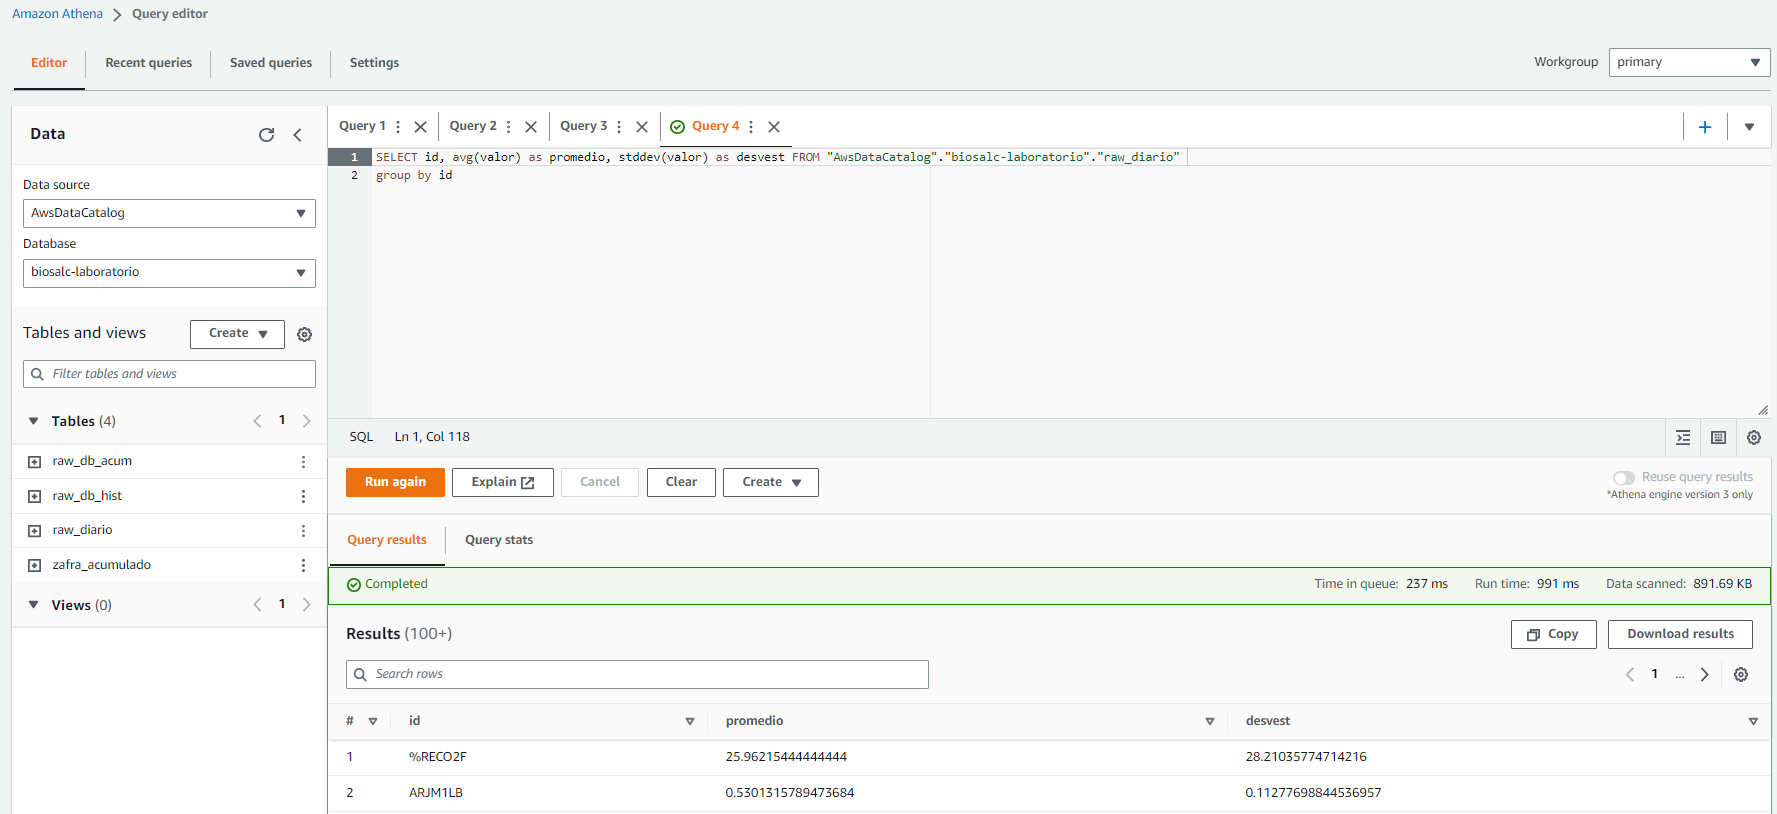 Amazon Athena > Query editor
Editor Recent queries Saved queries Settings
Workgroup primary
Data
Data source
AwsDataCatalog
Database
biosalc-laboratorio
Tables and views Create
Filter tables and views
Tables (4) 1
raw_db_acum
raw_db_hist
raw_diario
zafra_acumulado
Views (0) 1
Query 1 Query 2 Query 3 Query 4
1 SELECT id, avg(valor) as promedio, stddev(valor) as desvest FROM "AwsDataCatalog"."biosalc-laboratorio"."raw_diario"
2 group by id
SQL Ln 1, Col 118
Run again Explain Cancel Clear Create
Reuse query results
*Athena engine version 3 only
Query results Query stats
Completed Time in queue: 237 ms Run time: 991 ms Data scanned: 891.69 KB
Results (100+) Copy Download results
Search rows 1 ...
# id promedio desvest
1 %RECO2F 25.96215444444444 28.21035774714216
2 ARJM1LB 0.5301315789473684 0.11277698844536957